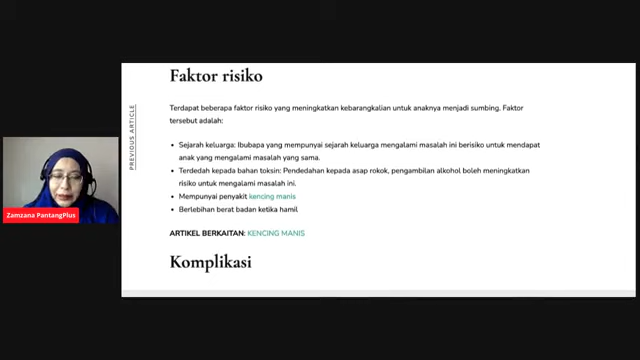 Faktor risiko
Terdapat beberapa faktor risiko yang meningkatkan kebarangkalian untuk anaknya menjadi sumbing. Faktor
tersebut adalah:
Sejarah keluarga: Ibubapa yang mempunyai sejarah keluarga mengalami masalah ini berisiko untuk mendapat
anak yang mengalami masalah yang sama.
Terdedah kepada bahan toksin: Pendedahan kepada asap rokok, pengambilan alkohol boleh meningkatkan
risiko untuk mengalami masalah ini.
Mempunyai penyakit kencing manis
Berlebihan berat badan ketika hamil
ARTIKEL BERKAITAN: KENCING MANIS
Komplikasi
PREVIOUS ARTICLE
Zamzana PantangPlus